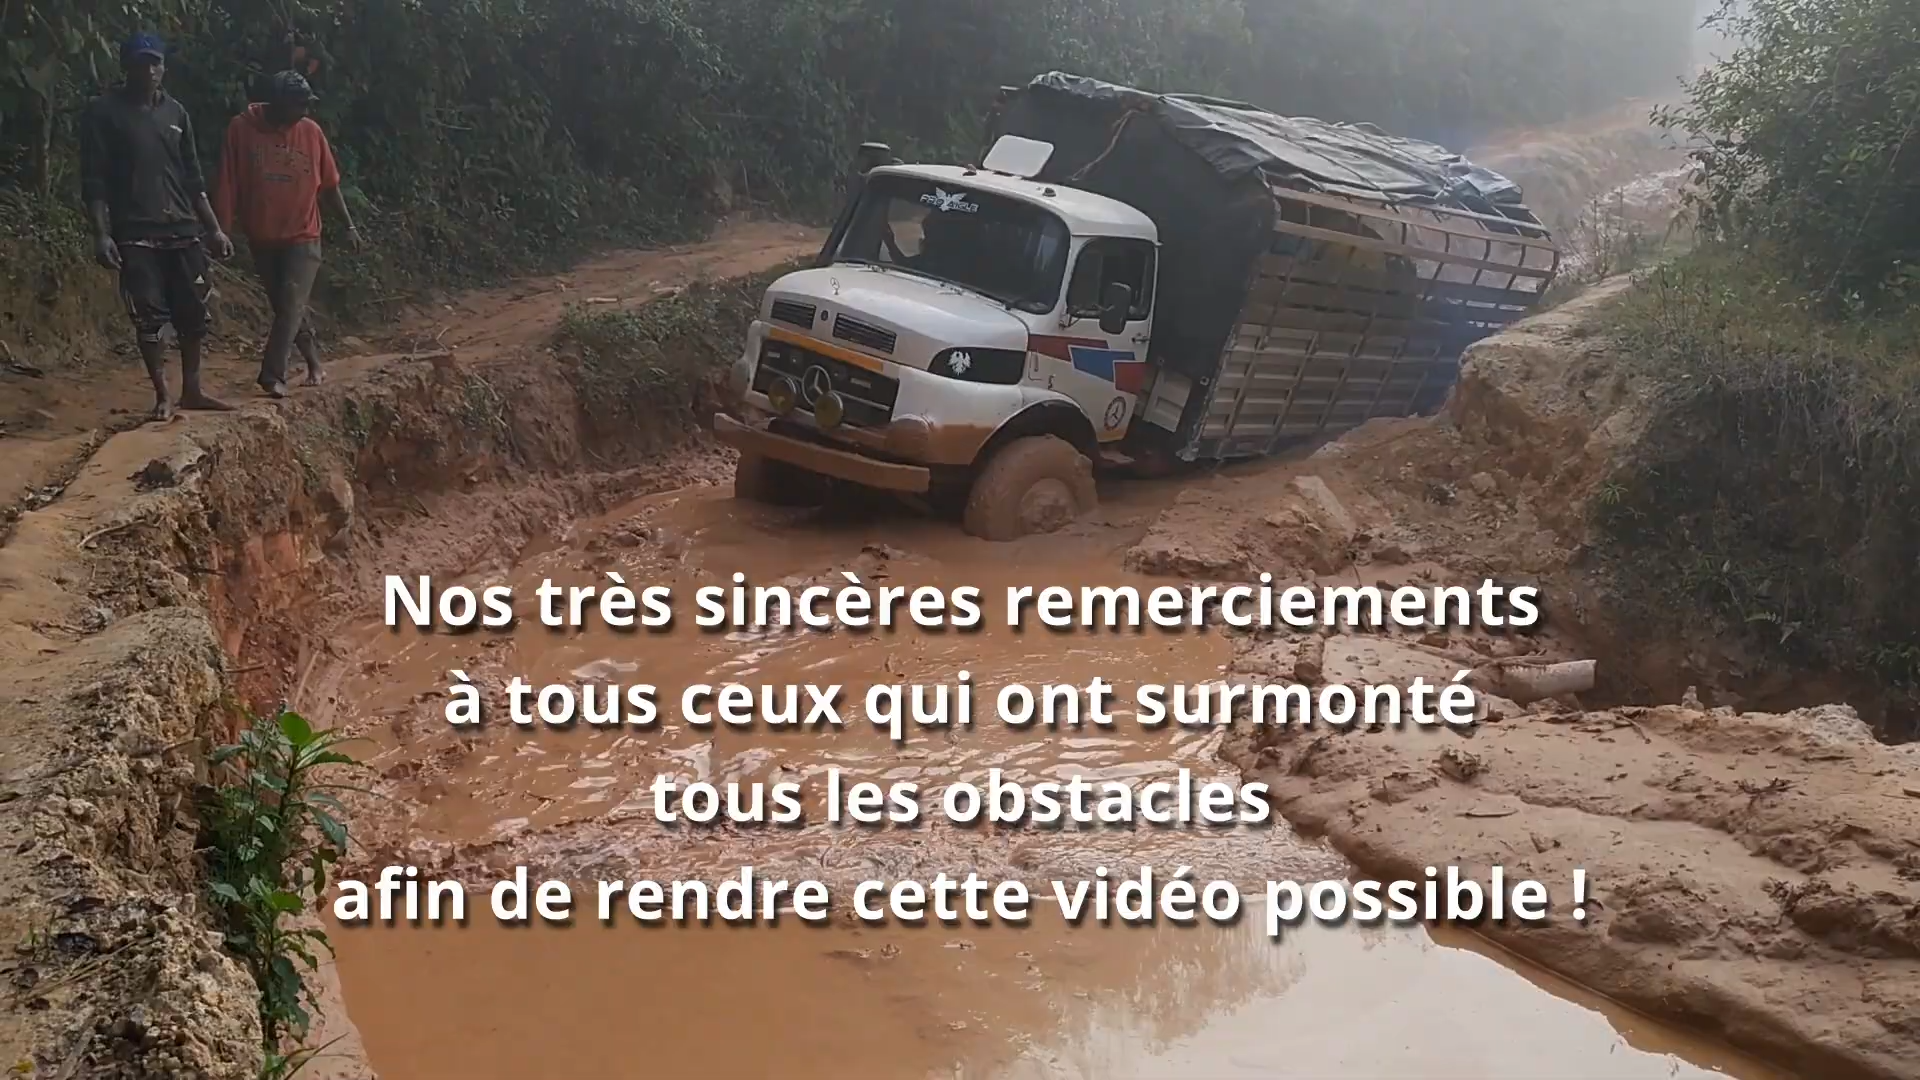 Nos très sincères remerciements
à tous ceux qui ont surmonté
tous les obstacles
afin de rendre cette vidéo possible !